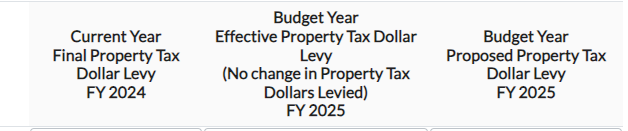 Current Year
Final Property Tax
Dollar Levy
FY 2024
Budget Year
Effective Property Tax Dollar
Levy
(No change in Property Tax
Dollars Levied)
FY 2025
Budget Year
Proposed Property Tax
Dollar Levy
FY 2025